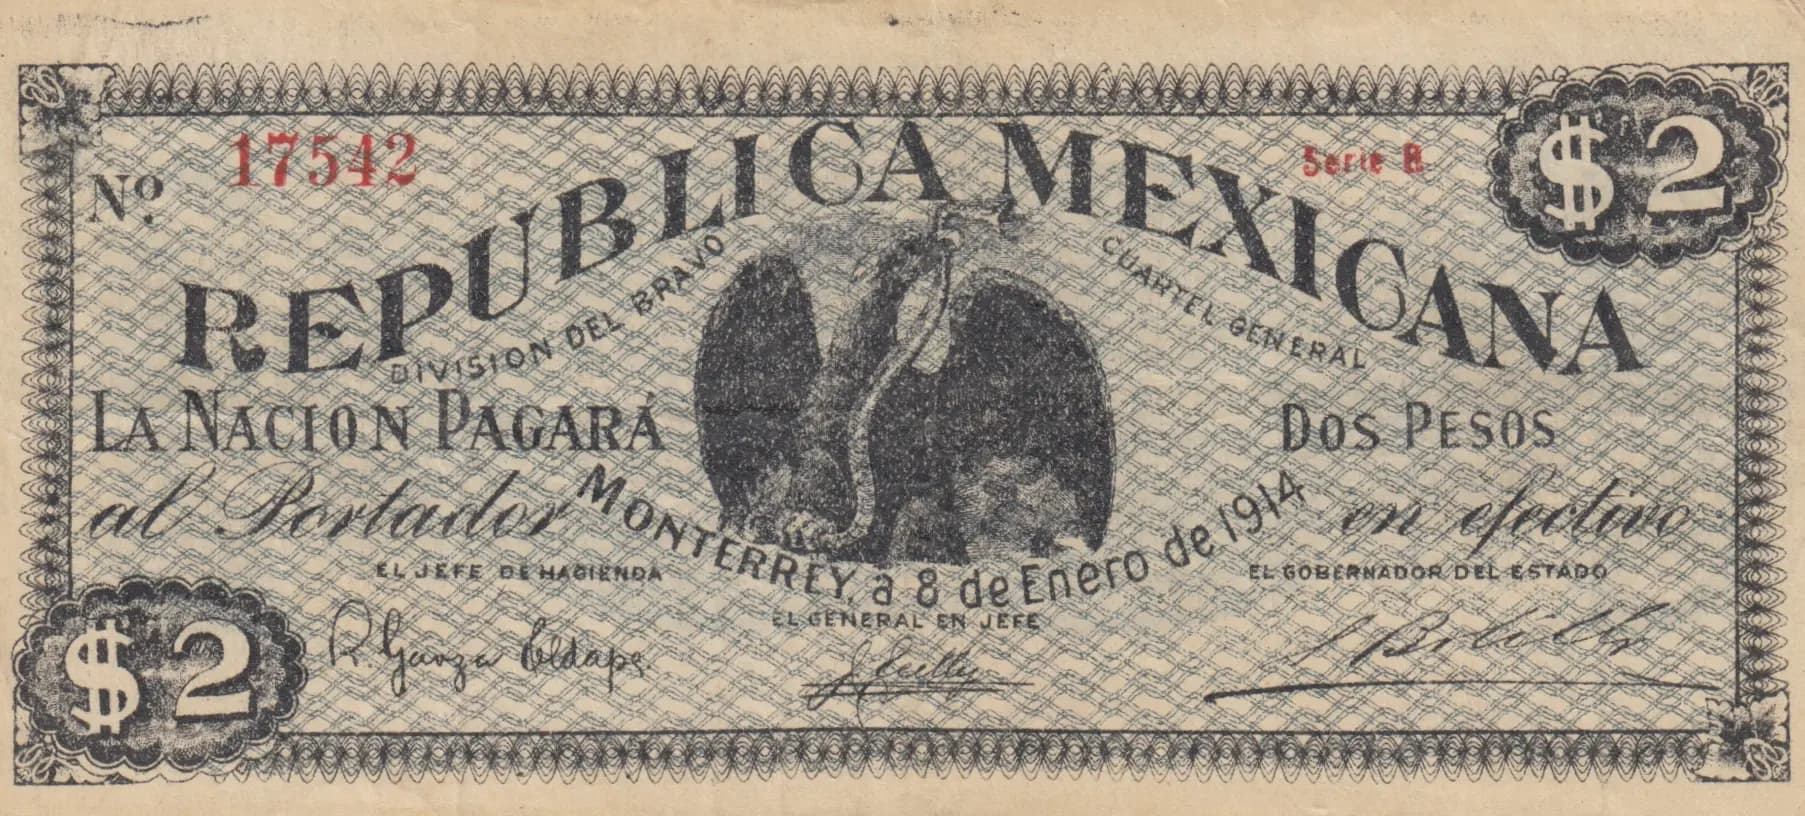 Nº. 17542
Serie B.
$2
REPUBLICA MEXICANA
DIVISION DEL BRAVO
CUARTEL GENERAL
LA NACION PAGARÁ
DOS PESOS
al Portador
en efectivo
MONTERREY, a 8 de Enero de 1914
EL JEFE DE HACIENDA
EL GOBERNADOR DEL ESTADO
EL GENERAL EN JEFE
$2
R. Garza Eldape